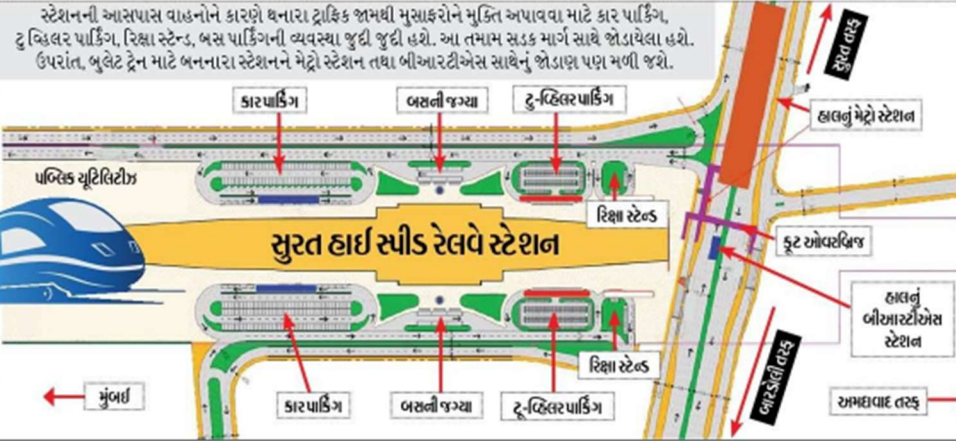 સ્ટેશનની આસપાસ વાહનોને કારણે થનારા ટ્રાફિક જામથી મુસાફરોને મુક્તિ અપાવવા માટે કાર પાર્કિંગ,
ટુ વ્હિલર પાર્કિંગ, રિક્ષા સ્ટેન્ડ, બસ પાર્કિંગની વ્યવસ્થા જુદી જુદી હશે. આ તમામ સડક માર્ગ સાથે જોડાયેલા હશે.
ઉપરાંત, બુલેટ ટ્રેન માટે બનનારા સ્ટેશનને મેટ્રો સ્ટેશન તથા બીઆરટીએસ સાથેનું જોડાણ પણ મળી જશે.
સુરત તરફ
કાર પાર્કિંગ
બસની જગ્યા
ટુ-વ્હિલર પાર્કિંગ
હાલનું મેટ્રો સ્ટેશન
પબ્લિક યૂટિલિટીઝ
રિક્ષા સ્ટેન્ડ
સુરત હાઈ સ્પીડ રેલવે સ્ટેશન
ફૂટ ઓવરબ્રિજ
હાલનું
બીઆરટીએસ
સ્ટેશન
રિક્ષા સ્ટેન્ડ
બારડોલી તરફ
મુંબઈ
કાર પાર્કિંગ
બસની જગ્યા
ટૂ-વ્હિલર પાર્કિંગ
અમદાવાદ તરફ